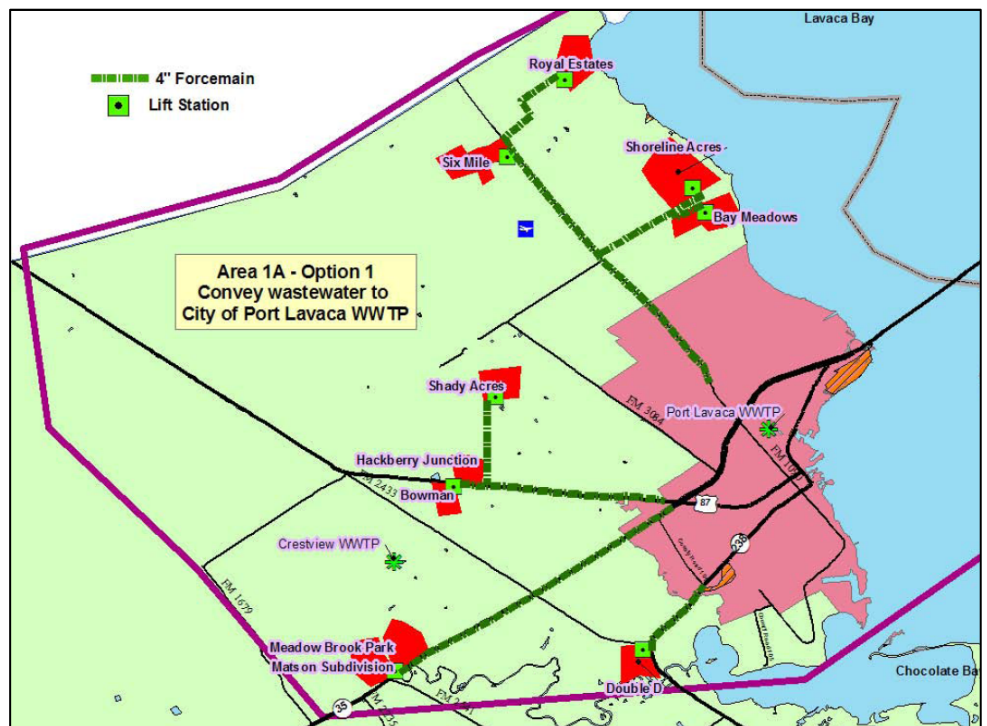 Lavaca Bay
4" Forcemain
Lift Station
Royal Estates
Six Mile
Shoreline Acres
Bay Meadows
Area 1A - Option 1
Convey wastewater to
City of Port Lavaca WWTP
Shady Acres
FM 3084
Port Lavaca WWTP
Hackberry Junction
FM 2433
Bowman
87
238
Crestview WWTP
FM 1679
Meadow Brook Park
Matson Subdivision
Double D
Chocolate Ba
35